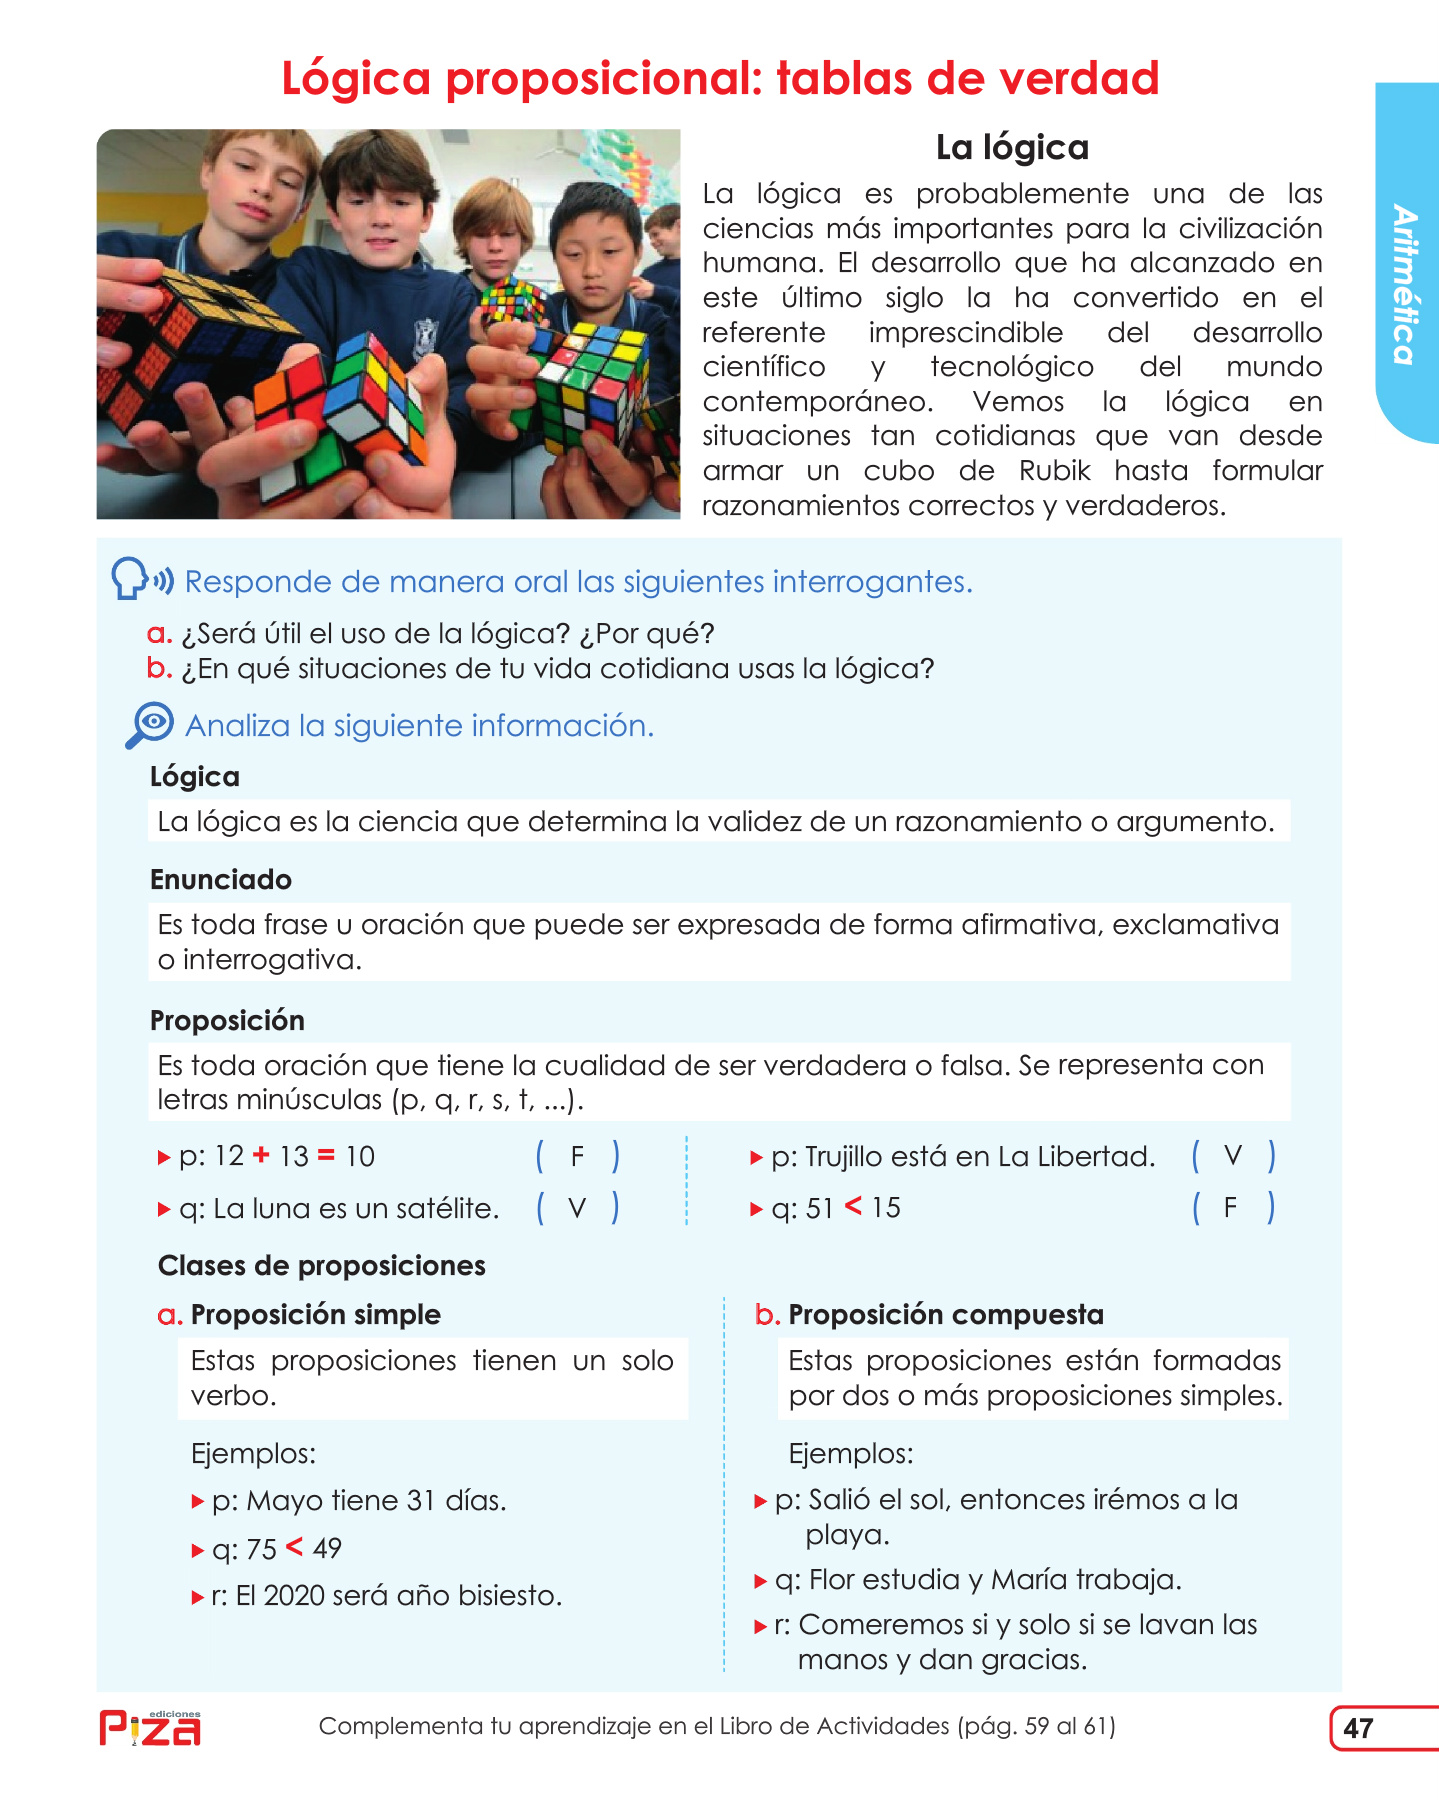 Lógica proposicional: tablas de verdad
La lógica
La lógica es probablemente una de las
ciencias más importantes para la civilización
humana. El desarrollo que ha alcanzado en
este último siglo la ha convertido en el
referente imprescindible del desarrollo
científico y tecnológico del mundo
contemporáneo. Vemos la lógica en
situaciones tan cotidianas que van desde
armar un cubo de Rubik hasta formular
razonamientos correctos y verdaderos.
Aritmética
Responde de manera oral las siguientes interrogantes.
a. ¿Será útil el uso de la lógica? ¿Por qué?
b. ¿En qué situaciones de tu vida cotidiana usas la lógica?
Analiza la siguiente información.
Lógica
La lógica es la ciencia que determina la validez de un razonamiento o argumento.
Enunciado
Es toda frase u oración que puede ser expresada de forma afirmativa, exclamativa
o interrogativa.
Proposición
Es toda oración que tiene la cualidad de ser verdadera o falsa. Se representa con
letras minúsculas (p, q, r, s, t, ...).
p: 12 + 13 = 10 ( F )
q: La luna es un satélite. ( V )
p: Trujillo está en La Libertad. ( V )
q: 51 < 15 ( F )
Clases de proposiciones
a. Proposición simple
Estas proposiciones tienen un solo
verbo.
Ejemplos:
p: Mayo tiene 31 días.
q: 75 < 49
r: El 2020 será año bisiesto.
b. Proposición compuesta
Estas proposiciones están formadas
por dos o más proposiciones simples.
Ejemplos:
p: Salió el sol, entonces irémos a la
playa.
q: Flor estudia y María trabaja.
r: Comeremos si y solo si se lavan las
manos y dan gracias.
ediciones
Piza
Complementa tu aprendizaje en el Libro de Actividades (pág. 59 al 61)
47